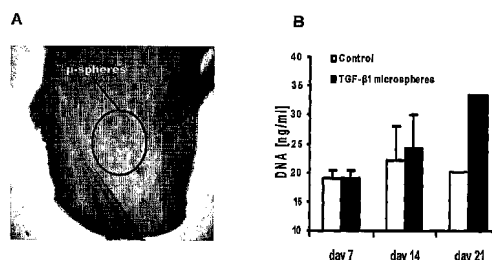 A
μ-spheres
B
Control
TGF-β1 microspheres
DNA [ng/ml]
40
35
30
25
20
15
10
day 7
day 14
day 21